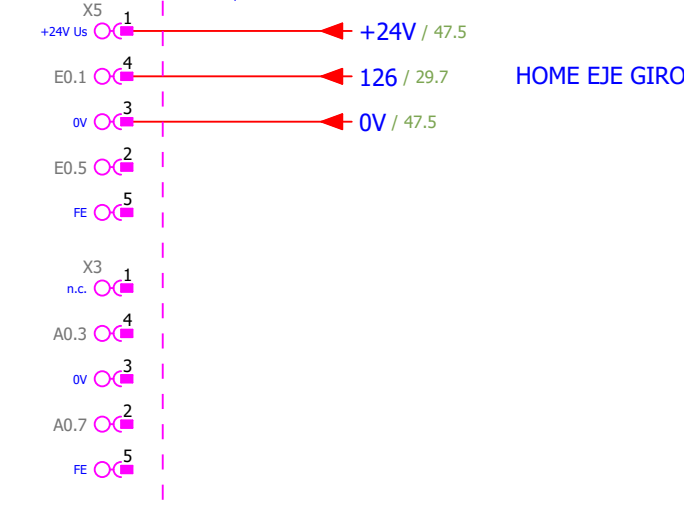 X5
+24V Us 1 +24V / 47.5
E0.1 4 126 / 29.7 HOME EJE GIRO
0V 3 0V / 47.5
E0.5 2
FE 5
X3
n.c. 1
A0.3 4
0V 3
A0.7 2
FE 5